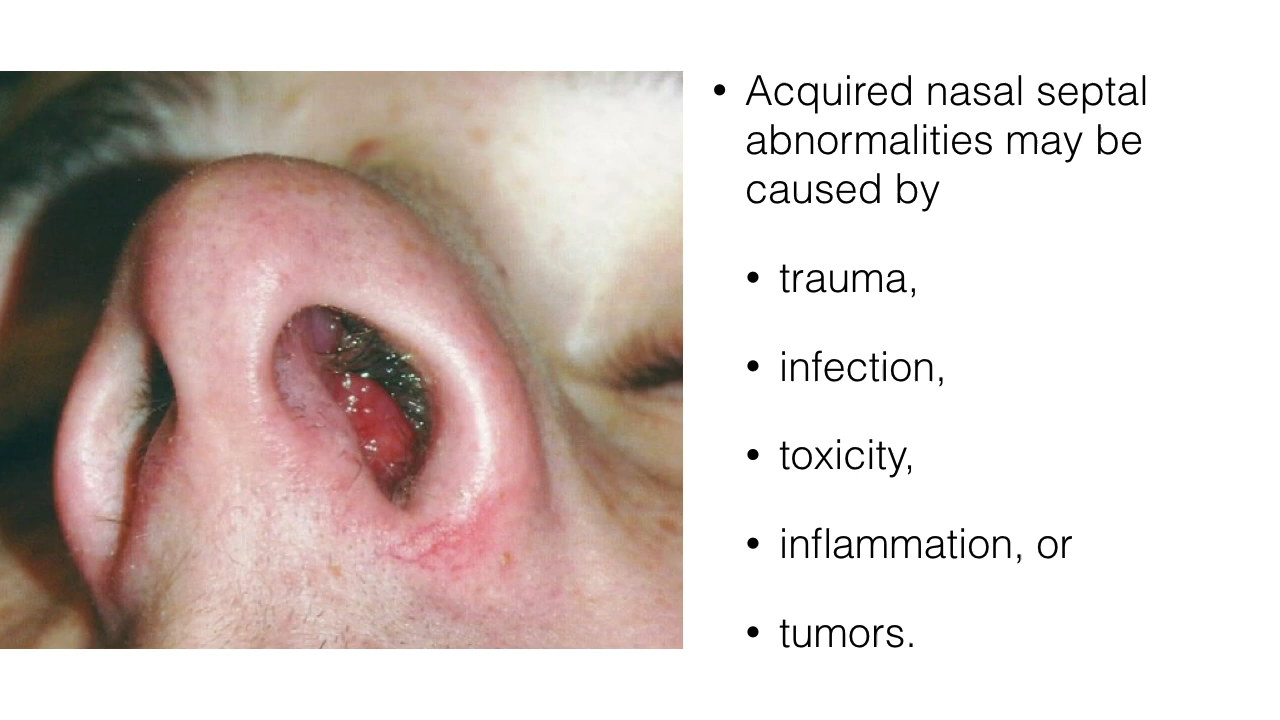 • Acquired nasal septal
abnormalities may be
caused by
• trauma,
• infection,
• toxicity,
• inflammation, or
• tumors.